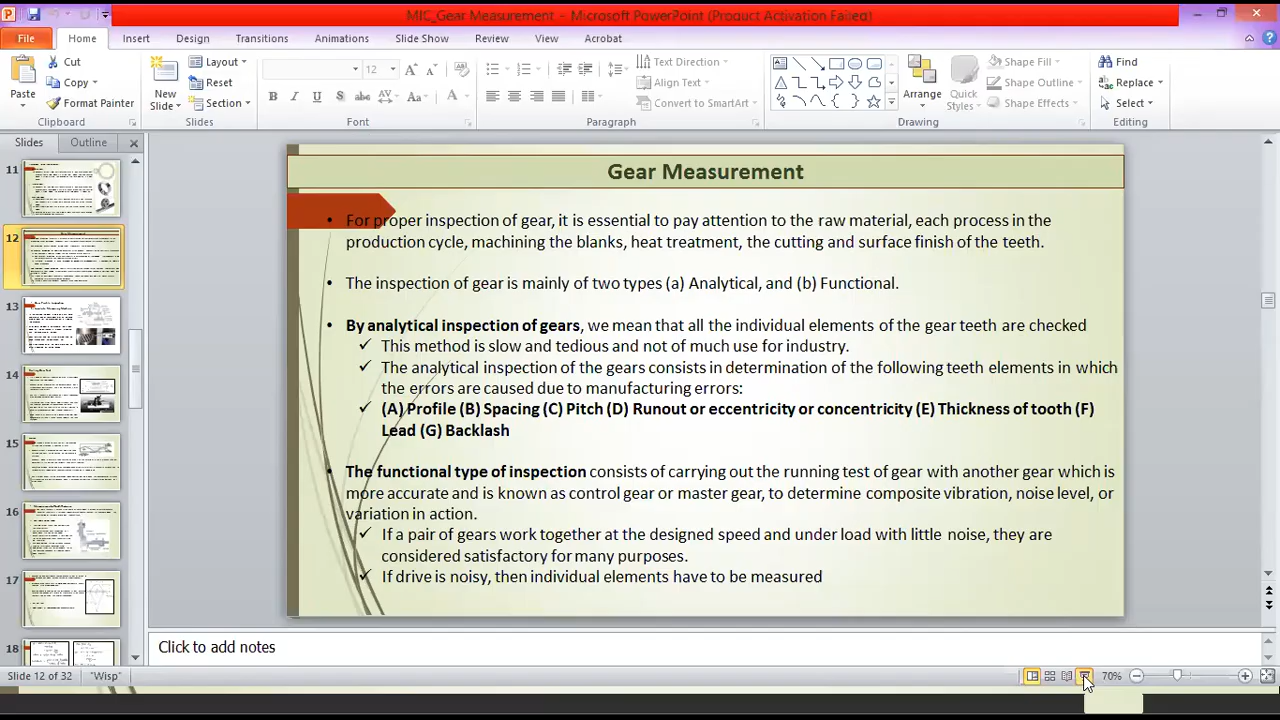 MIC_Gear Measurement - Microsoft PowerPoint (Product Activation Failed)
File Home Insert Design Transitions Animations Slide Show Review View Acrobat
Paste
Cut
Copy
Format Painter
Clipboard
New
Slide
Layout
Reset
Section
Slides
12
Font
Text Direction
Align Text
Convert to SmartArt
Paragraph
Arrange
Quick
Styles
Shape Fill
Shape Outline
Shape Effects
Drawing
Find
Replace
Select
Editing
Slides Outline
11
12
13
14
15
16
17
18
Gear Measurement
• For proper inspection of gear, it is essential to pay attention to the raw material, each process in the
production cycle, machining the blanks, heat treatment, the cutting and surface finish of the teeth.
• The inspection of gear is mainly of two types (a) Analytical, and (b) Functional.
• By analytical inspection of gears, we mean that all the individual elements of the gear teeth are checked
✓ This method is slow and tedious and not of much use for industry.
✓ The analytical inspection of the gears consists in determination of the following teeth elements in which
the errors are caused due to manufacturing errors:
✓ (A) Profile (B) Spacing (C) Pitch (D) Runout or eccentricity or concentricity (E) Thickness of tooth (F)
Lead (G) Backlash
• The functional type of inspection consists of carrying out the running test of gear with another gear which is
more accurate and is known as control gear or master gear, to determine composite vibration, noise level, or
variation in action.
✓ If a pair of gears work together at the designed speed and under load with little noise, they are
considered satisfactory for many purposes.
✓ If drive is noisy, then individual elements have to be measured
Click to add notes
Slide 12 of 32 "Wisp" 70%